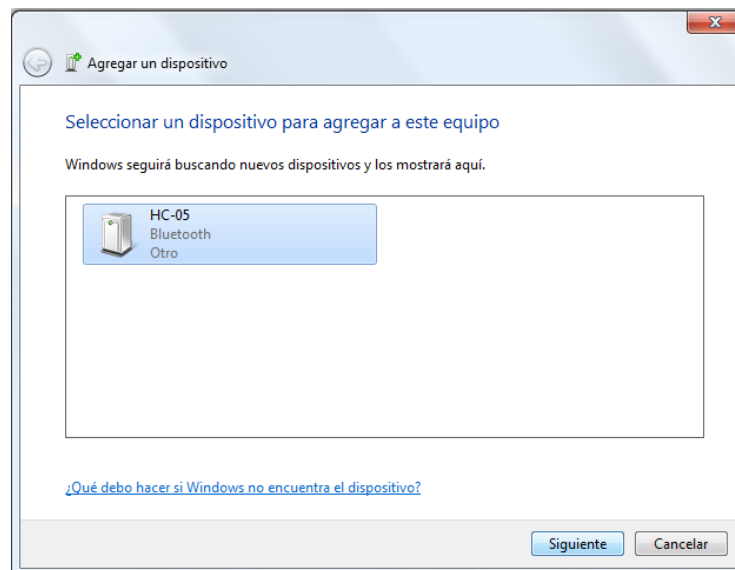 Agregar un dispositivo
Seleccionar un dispositivo para agregar a este equipo
Windows seguirá buscando nuevos dispositivos y los mostrará aquí.
HC-05
Bluetooth
Otro
¿Qué debo hacer si Windows no encuentra el dispositivo?
Siguiente
Cancelar